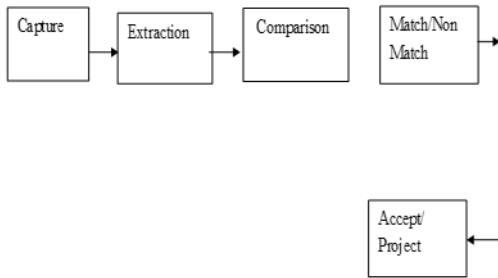 Capture
Extraction
Comparison
Match/Non
Match
Accept/
Project